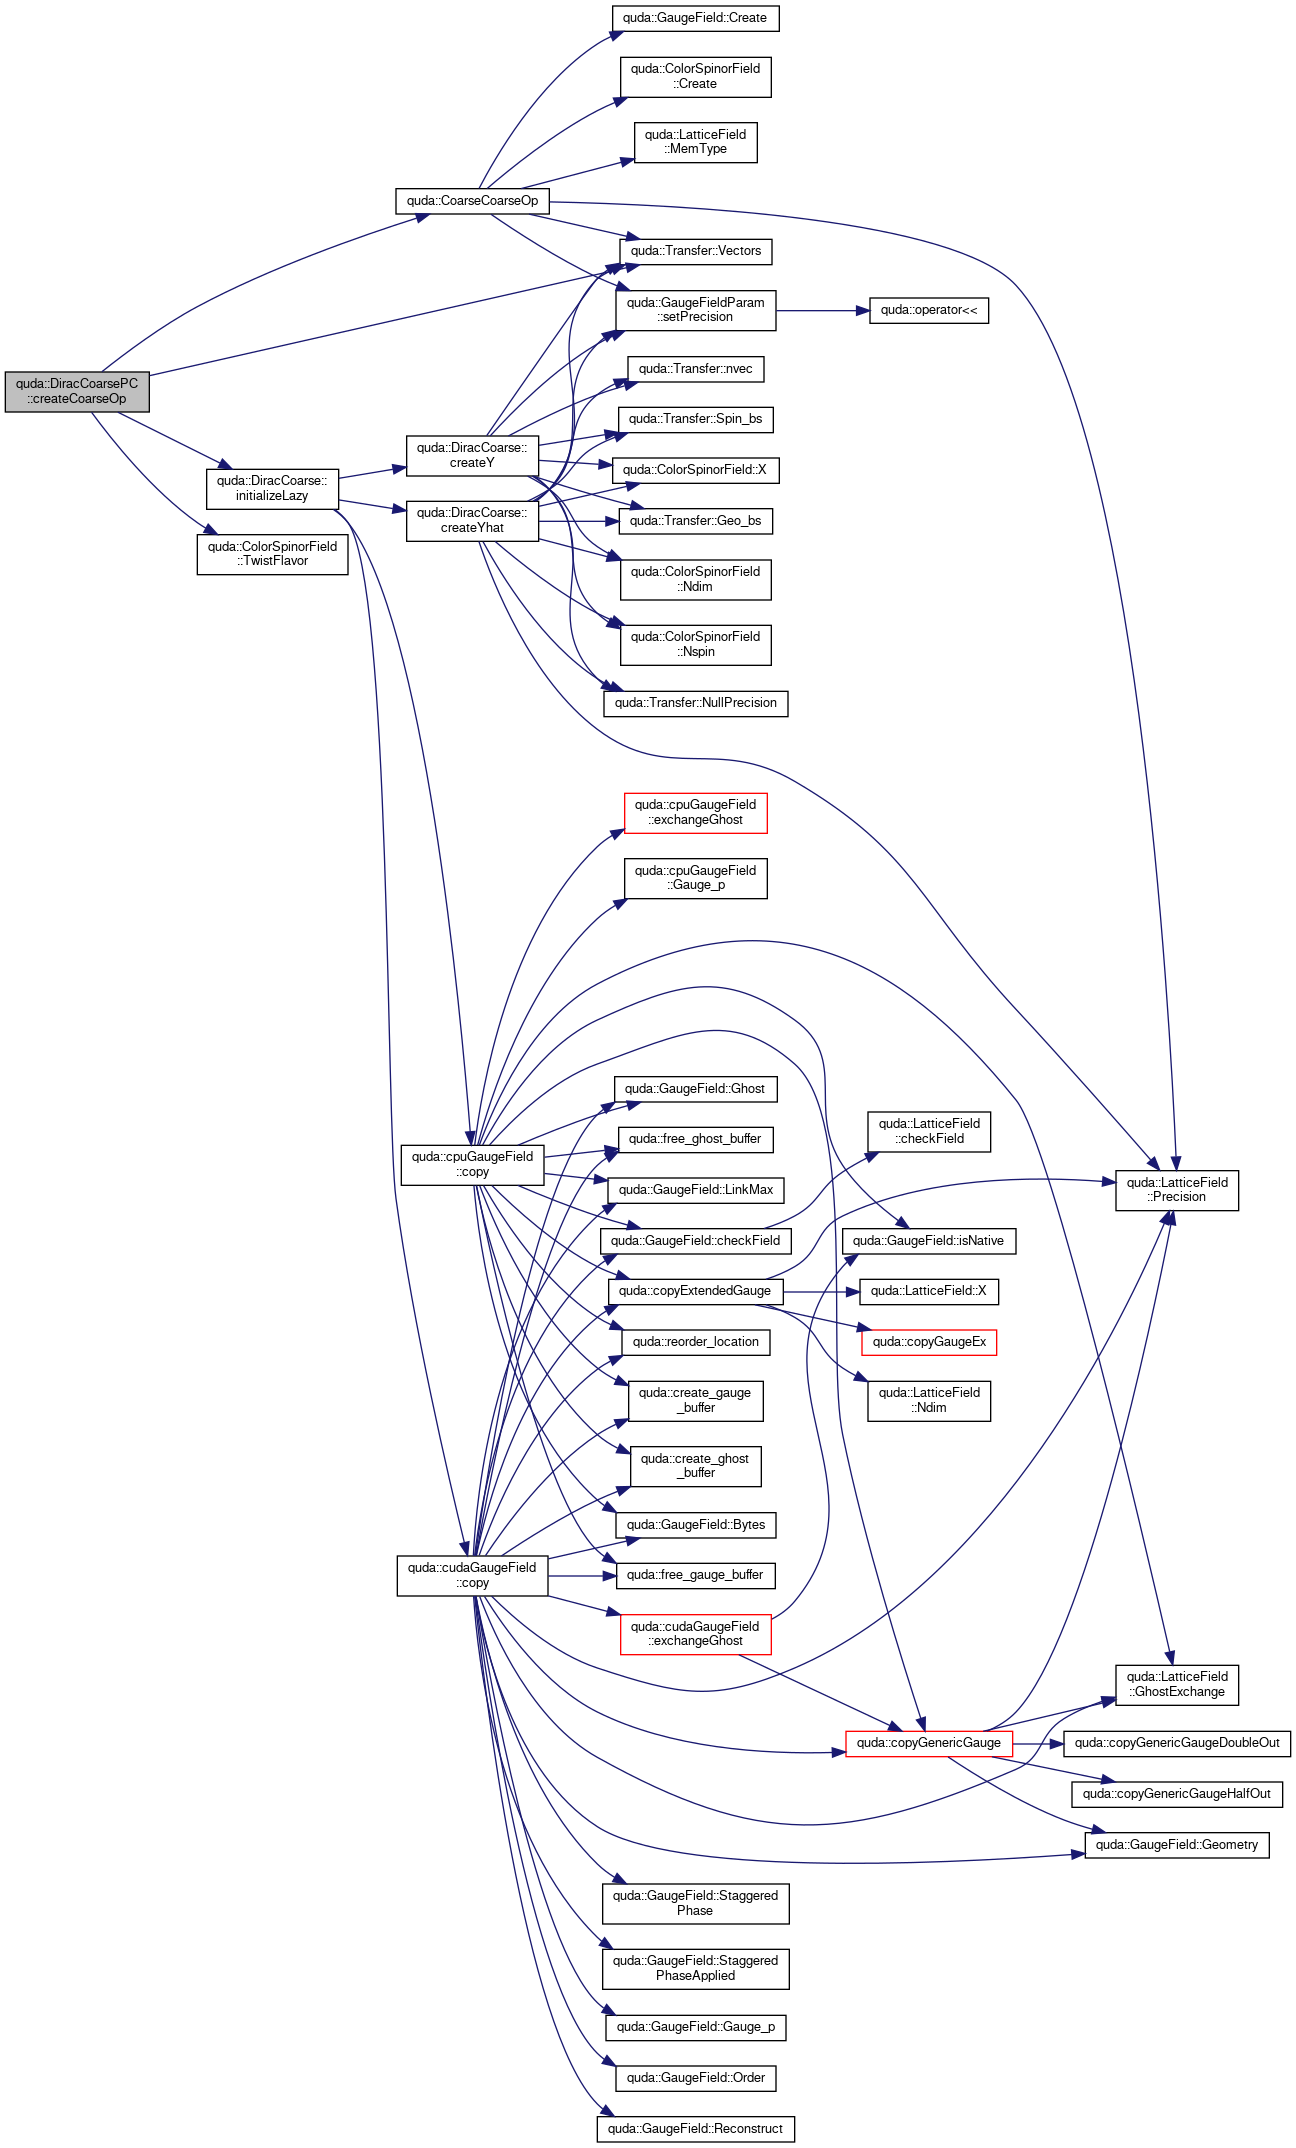 quda::GaugeField::Create
quda::ColorSpinorField
::Create
quda::LatticeField
::MemType
quda::CoarseCoarseOp
quda::Transfer::Vectors
quda::GaugeFieldParam
::setPrecision
quda::operator<<
quda::Transfer::nvec
quda::DiracCoarsePC
::createCoarseOp
quda::Transfer::Spin_bs
quda::DiracCoarse::
createY
quda::ColorSpinorField::X
quda::DiracCoarse::
initializeLazy
quda::DiracCoarse::
createYhat
quda::Transfer::Geo_bs
quda::ColorSpinorField
::TwistFlavor
quda::ColorSpinorField
::Ndim
quda::ColorSpinorField
::Nspin
quda::Transfer::NullPrecision
quda::cpuGaugeField
::exchangeGhost
quda::cpuGaugeField
::Gauge_p
quda::GaugeField::Ghost
quda::LatticeField
::checkField
quda::free_ghost_buffer
quda::cpuGaugeField
::copy
quda::GaugeField::LinkMax
quda::LatticeField
::Precision
quda::GaugeField::checkField
quda::GaugeField::isNative
quda::copyExtendedGauge
quda::LatticeField::X
quda::reorder_location
quda::copyGaugeEx
quda::create_gauge
_buffer
quda::LatticeField
::Ndim
quda::create_ghost
_buffer
quda::GaugeField::Bytes
quda::cudaGaugeField
::copy
quda::free_gauge_buffer
quda::cudaGaugeField
::exchangeGhost
quda::LatticeField
::GhostExchange
quda::copyGenericGauge
quda::copyGenericGaugeDoubleOut
quda::copyGenericGaugeHalfOut
quda::GaugeField::Geometry
quda::GaugeField::Staggered
Phase
quda::GaugeField::Staggered
PhaseApplied
quda::GaugeField::Gauge_p
quda::GaugeField::Order
quda::GaugeField::Reconstruct